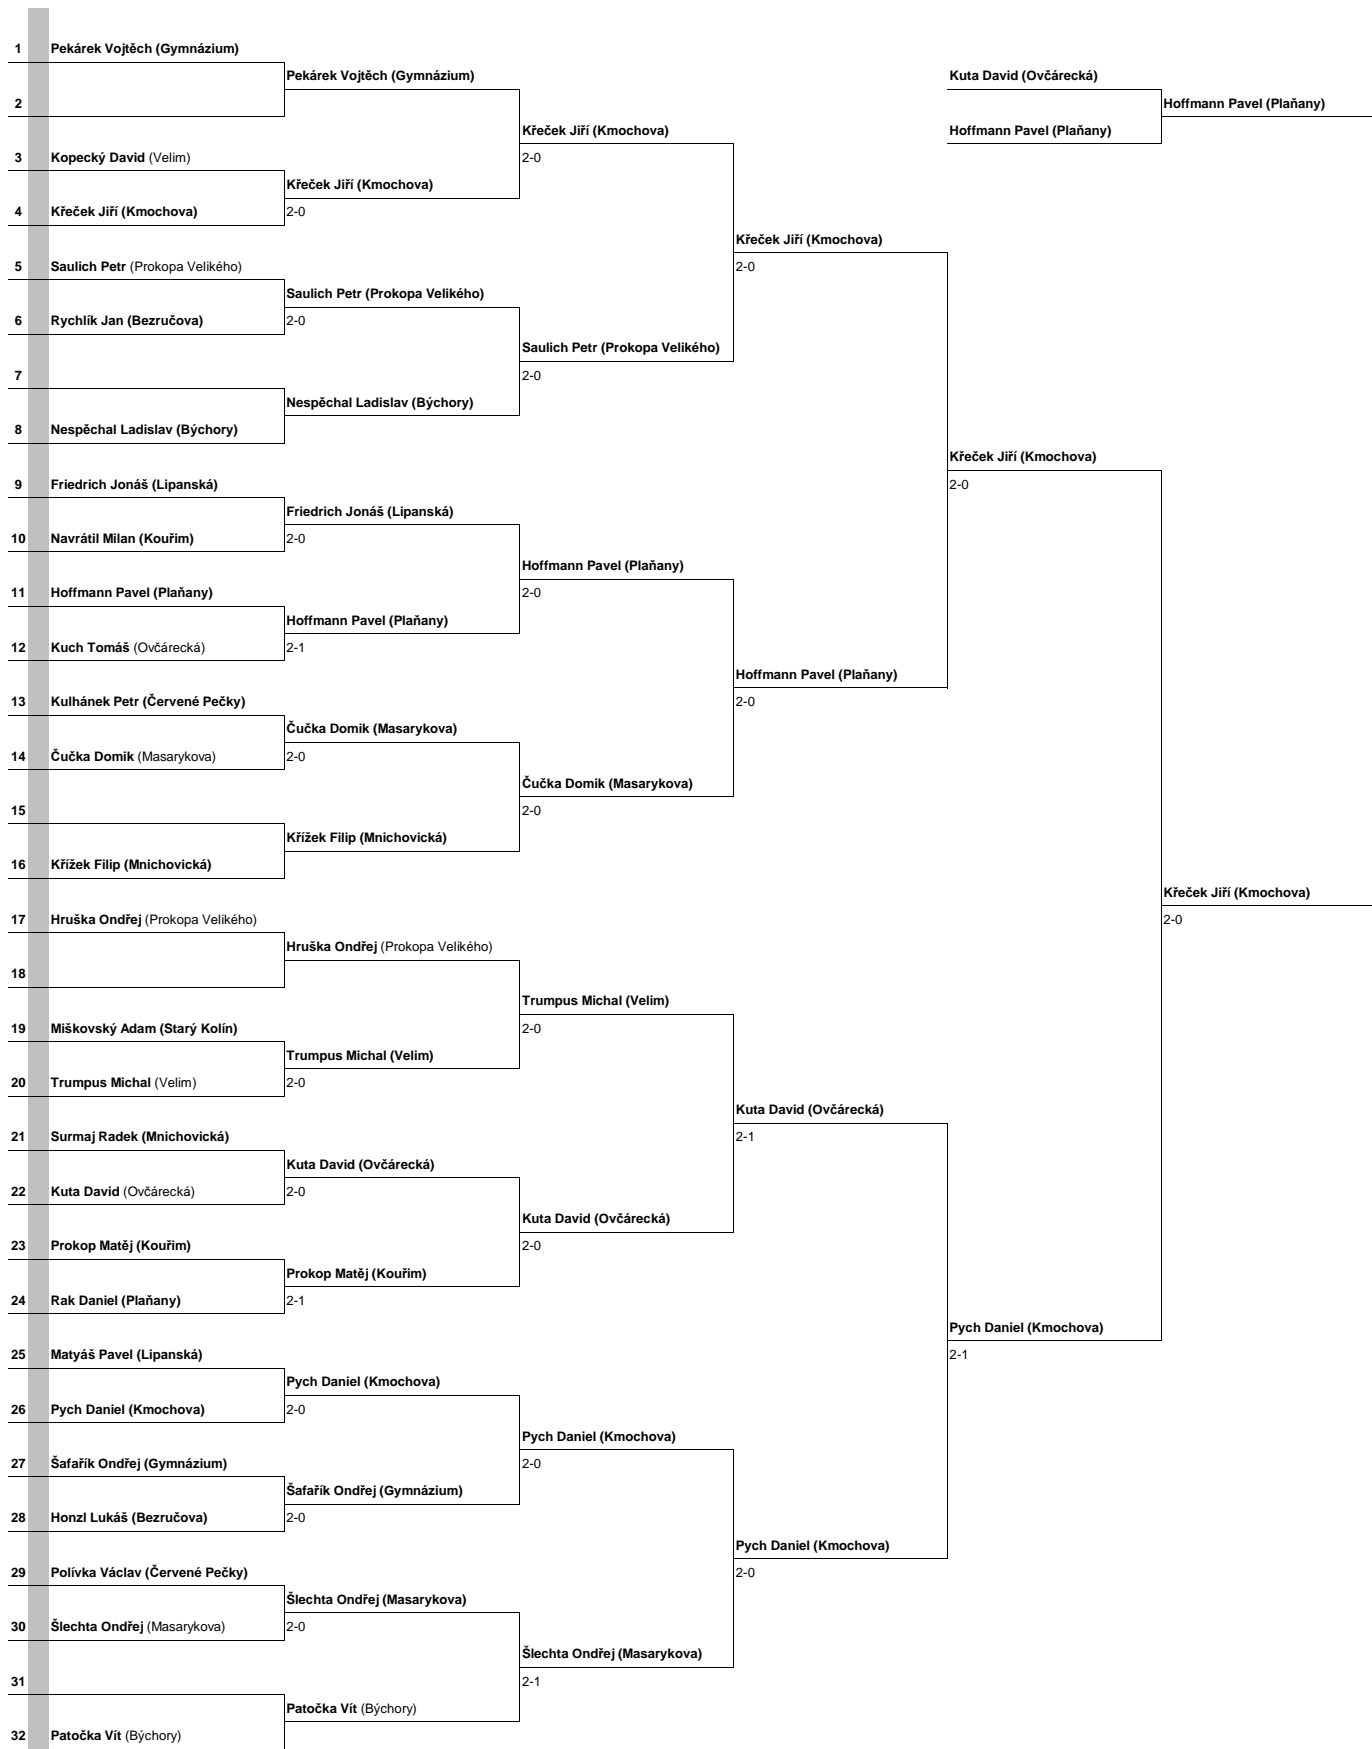 1 Pekárek Vojtěch (Gymnázium)
Pekárek Vojtěch (Gymnázium)
Kuta David (Ovčárecká)
2
Hoffmann Pavel (Plaňany)
Křeček Jiří (Kmochova)
Hoffmann Pavel (Plaňany)
3 Kopecký David (Velim)
2-0
Křeček Jiří (Kmochova)
4 Křeček Jiří (Kmochova)
2-0
Křeček Jiří (Kmochova)
5 Saulich Petr (Prokopa Velikého)
2-0
Saulich Petr (Prokopa Velikého)
6 Rychlík Jan (Bezručova)
2-0
Saulich Petr (Prokopa Velikého)
7
2-0
Nespěchal Ladislav (Býchory)
8 Nespěchal Ladislav (Býchory)
Křeček Jiří (Kmochova)
9 Friedrich Jonáš (Lipanská)
2-0
Friedrich Jonáš (Lipanská)
10 Navrátil Milan (Kouřim)
2-0
Hoffmann Pavel (Plaňany)
11 Hoffmann Pavel (Plaňany)
2-0
Hoffmann Pavel (Plaňany)
12 Kuch Tomáš (Ovčárecká)
2-1
Hoffmann Pavel (Plaňany)
13 Kulhánek Petr (Červené Pečky)
2-0
Čučka Domik (Masarykova)
14 Čučka Domik (Masarykova)
2-0
Čučka Domik (Masarykova)
15
2-0
Křížek Filip (Mnichovická)
16 Křížek Filip (Mnichovická)
Křeček Jiří (Kmochova)
17 Hruška Ondřej (Prokopa Velikého)
2-0
Hruška Ondřej (Prokopa Velikého)
18
Trumpus Michal (Velim)
19 Miškovský Adam (Starý Kolín)
2-0
Trumpus Michal (Velim)
20 Trumpus Michal (Velim)
2-0
Kuta David (Ovčárecká)
21 Surmaj Radek (Mnichovická)
2-1
Kuta David (Ovčárecká)
22 Kuta David (Ovčárecká)
2-0
Kuta David (Ovčárecká)
23 Prokop Matěj (Kouřim)
2-0
Prokop Matěj (Kouřim)
24 Rak Daniel (Plaňany)
2-1
Pych Daniel (Kmochova)
25 Matyáš Pavel (Lipanská)
2-1
Pych Daniel (Kmochova)
26 Pych Daniel (Kmochova)
2-0
Pych Daniel (Kmochova)
27 Šafařík Ondřej (Gymnázium)
2-0
Šafařík Ondřej (Gymnázium)
28 Honzl Lukáš (Bezručova)
2-0
Pych Daniel (Kmochova)
29 Polívka Václav (Červené Pečky)
2-0
Šlechta Ondřej (Masarykova)
30 Šlechta Ondřej (Masarykova)
2-0
Šlechta Ondřej (Masarykova)
31
2-1
Patočka Vít (Býchory)
32 Patočka Vít (Býchory)